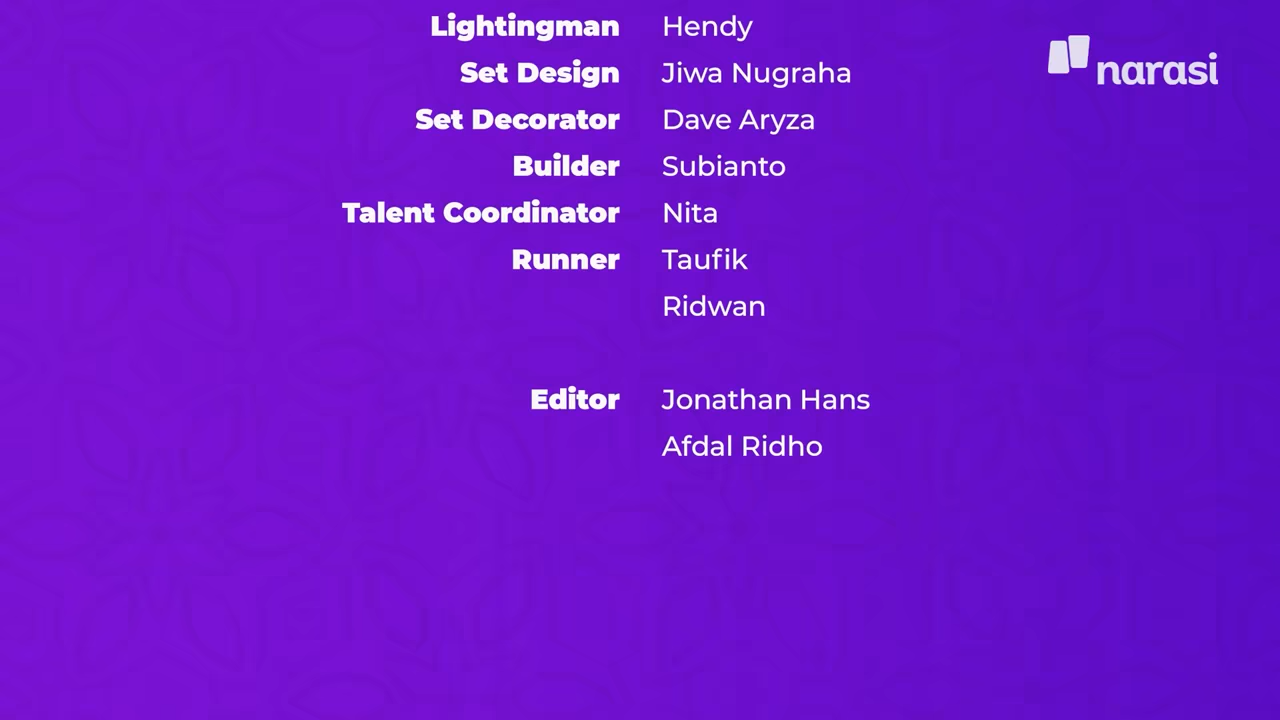 Lightingman Hendy
narasi
Set Design Jiwa Nugraha
Set Decorator Dave Aryza
Builder Subianto
Talent Coordinator Nita
Runner Taufik
Ridwan
Editor Jonathan Hans
Afdal Ridho